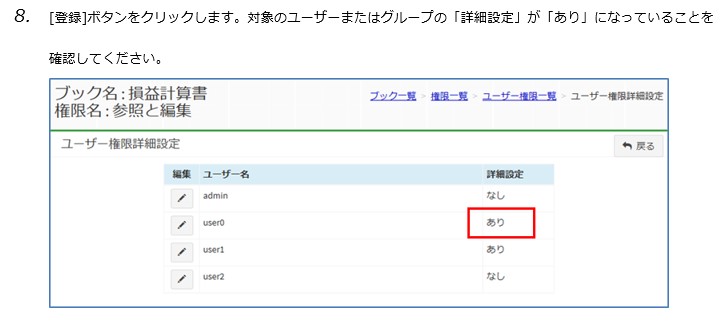 8. [登録]ボタンをクリックします。対象のユーザーまたはグループの「詳細設定」が「あり」になっていることを
確認してください。
ブック名:損益計算書
権限名:参照と編集
ブック一覧 > 権限一覧 > ユーザー権限一覧 > ユーザー権限詳細設定
ユーザー権限詳細設定
戻る
編集 ユーザー名 詳細設定
admin なし
user0 あり
user1 あり
user2 なし